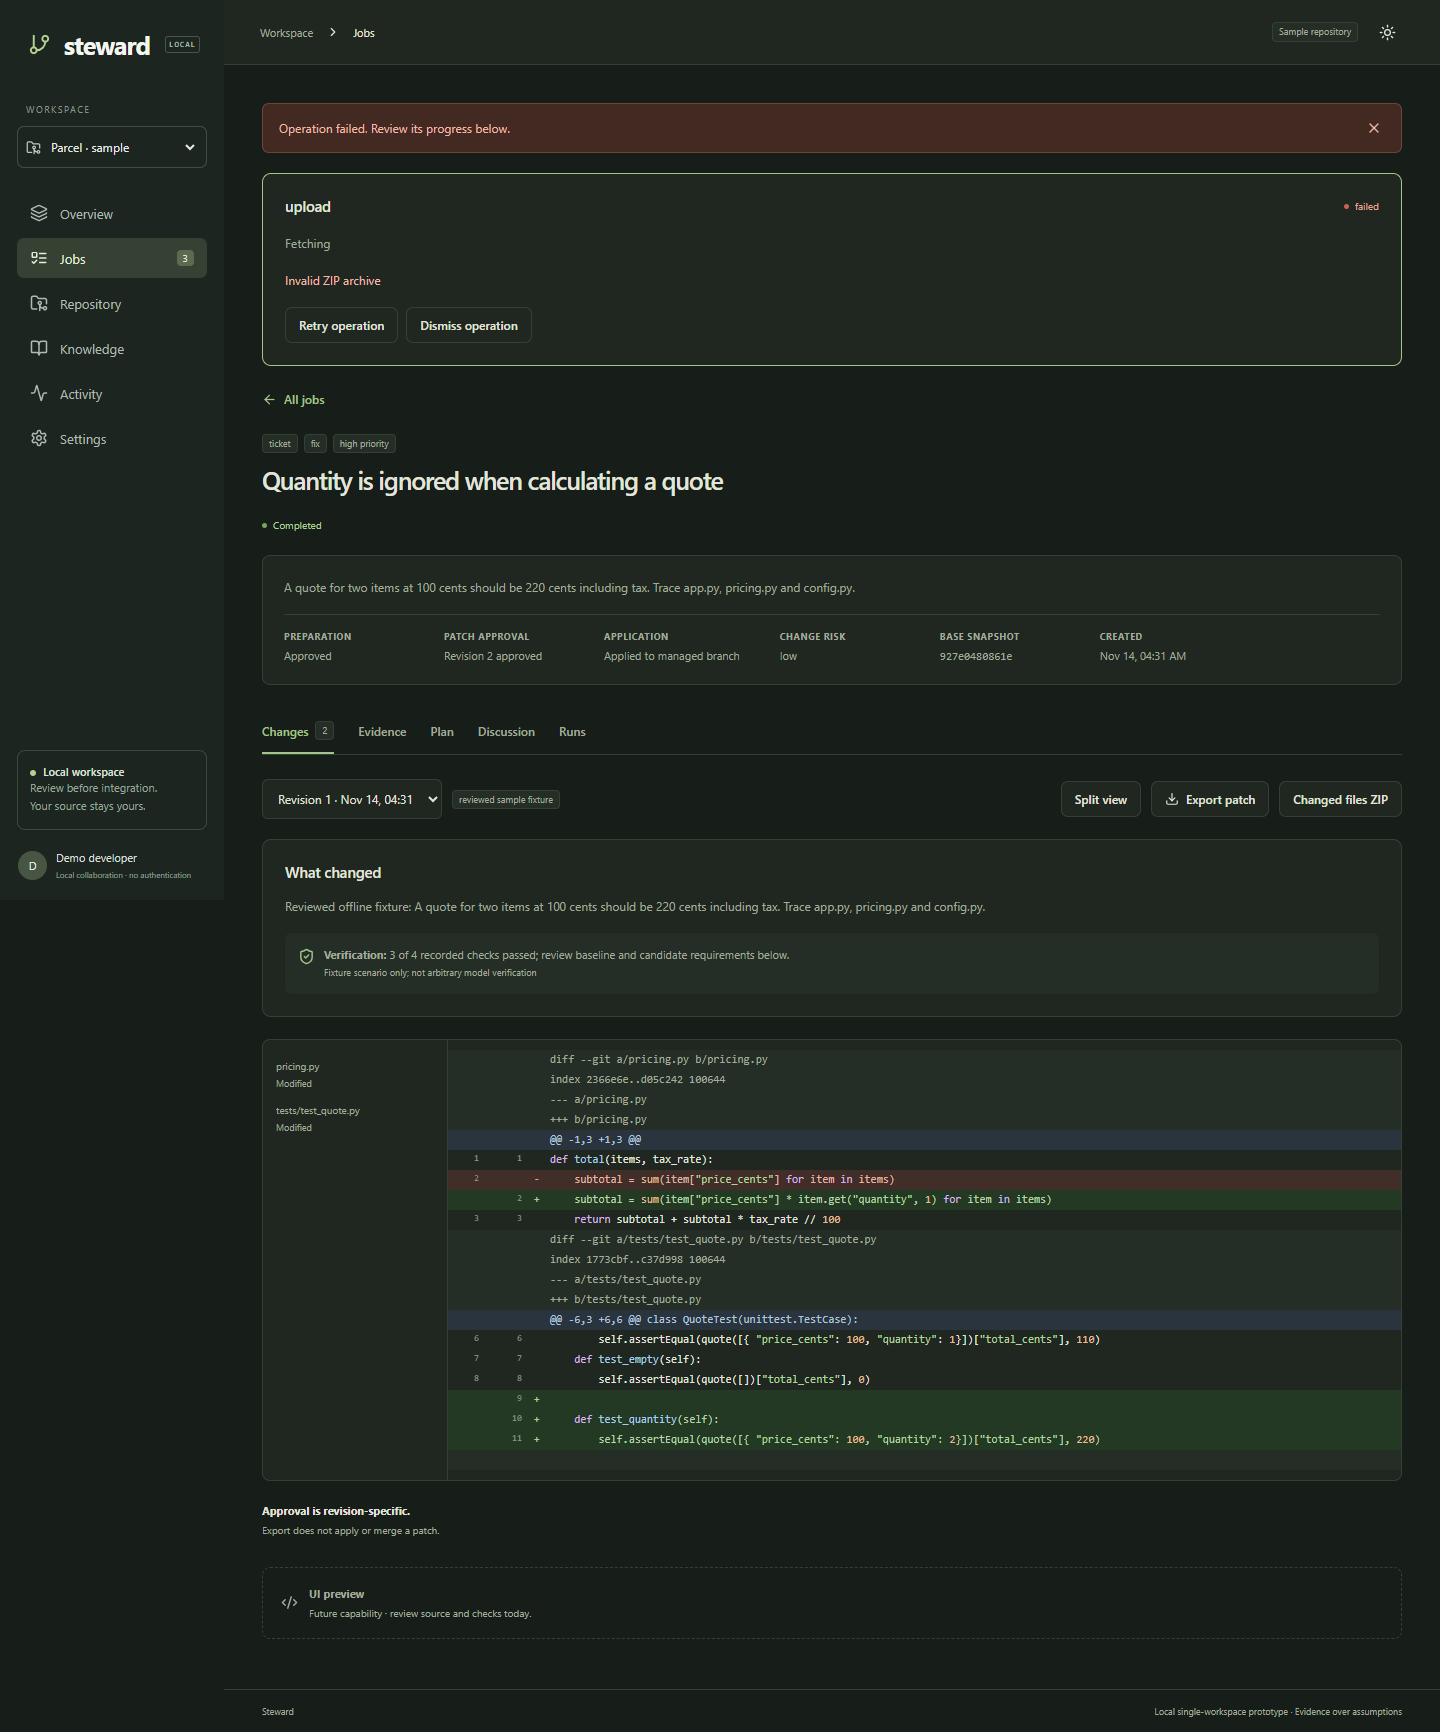 steward LOCAL
Workspace > Jobs
Sample repository
WORKSPACE
Parcel · sample
Overview
Jobs 3
Repository
Knowledge
Activity
Settings
Local workspace
Review before integration.
Your source stays yours.
D
Demo developer
Local collaboration · no authentication
Operation failed. Review its progress below.
upload
failed
Fetching
Invalid ZIP archive
Retry operation Dismiss operation
← All jobs
ticket fix high priority
Quantity is ignored when calculating a quote
Completed
A quote for two items at 100 cents should be 220 cents including tax. Trace app.py, pricing.py and config.py.
PREPARATION PATCH APPROVAL APPLICATION CHANGE RISK BASE SNAPSHOT CREATED
Approved Revision 2 approved Applied to managed branch low 927e0480861e Nov 14, 04:31 AM
Changes 2 Evidence Plan Discussion Runs
Revision 1 · Nov 14, 04:31 reviewed sample fixture Split view Export patch Changed files ZIP
What changed
Reviewed offline fixture: A quote for two items at 100 cents should be 220 cents including tax. Trace app.py, pricing.py and config.py.
Verification: 3 of 4 recorded checks passed; review baseline and candidate requirements below.
Fixture scenario only; not arbitrary model verification
pricing.py
Modified
tests/test_quote.py
Modified
diff --git a/pricing.py b/pricing.py
index 2366e6e..d05c242 100644
--- a/pricing.py
+++ b/pricing.py
@@ -1,3 +1,3 @@
1 1 def total(items, tax_rate):
2 - subtotal = sum(item["price_cents"] for item in items)
2 + subtotal = sum(item["price_cents"] * item.get("quantity", 1) for item in items)
3 3 return subtotal + subtotal * tax_rate // 100
diff --git a/tests/test_quote.py b/tests/test_quote.py
index 1773cbf..c37d998 100644
--- a/tests/test_quote.py
+++ b/tests/test_quote.py
@@ -6,3 +6,6 @@ class QuoteTest(unittest.TestCase):
6 6 self.assertEqual(quote([{ "price_cents": 100, "quantity": 1}])["total_cents"], 110)
7 7 def test_empty(self):
8 8 self.assertEqual(quote([])["total_cents"], 0)
9 +
10 + def test_quantity(self):
11 + self.assertEqual(quote([{ "price_cents": 100, "quantity": 2}])["total_cents"], 220)
Approval is revision-specific.
Export does not apply or merge a patch.
UI preview
Future capability · review source and checks today.
Steward
Local single-workspace prototype · Evidence over assumptions